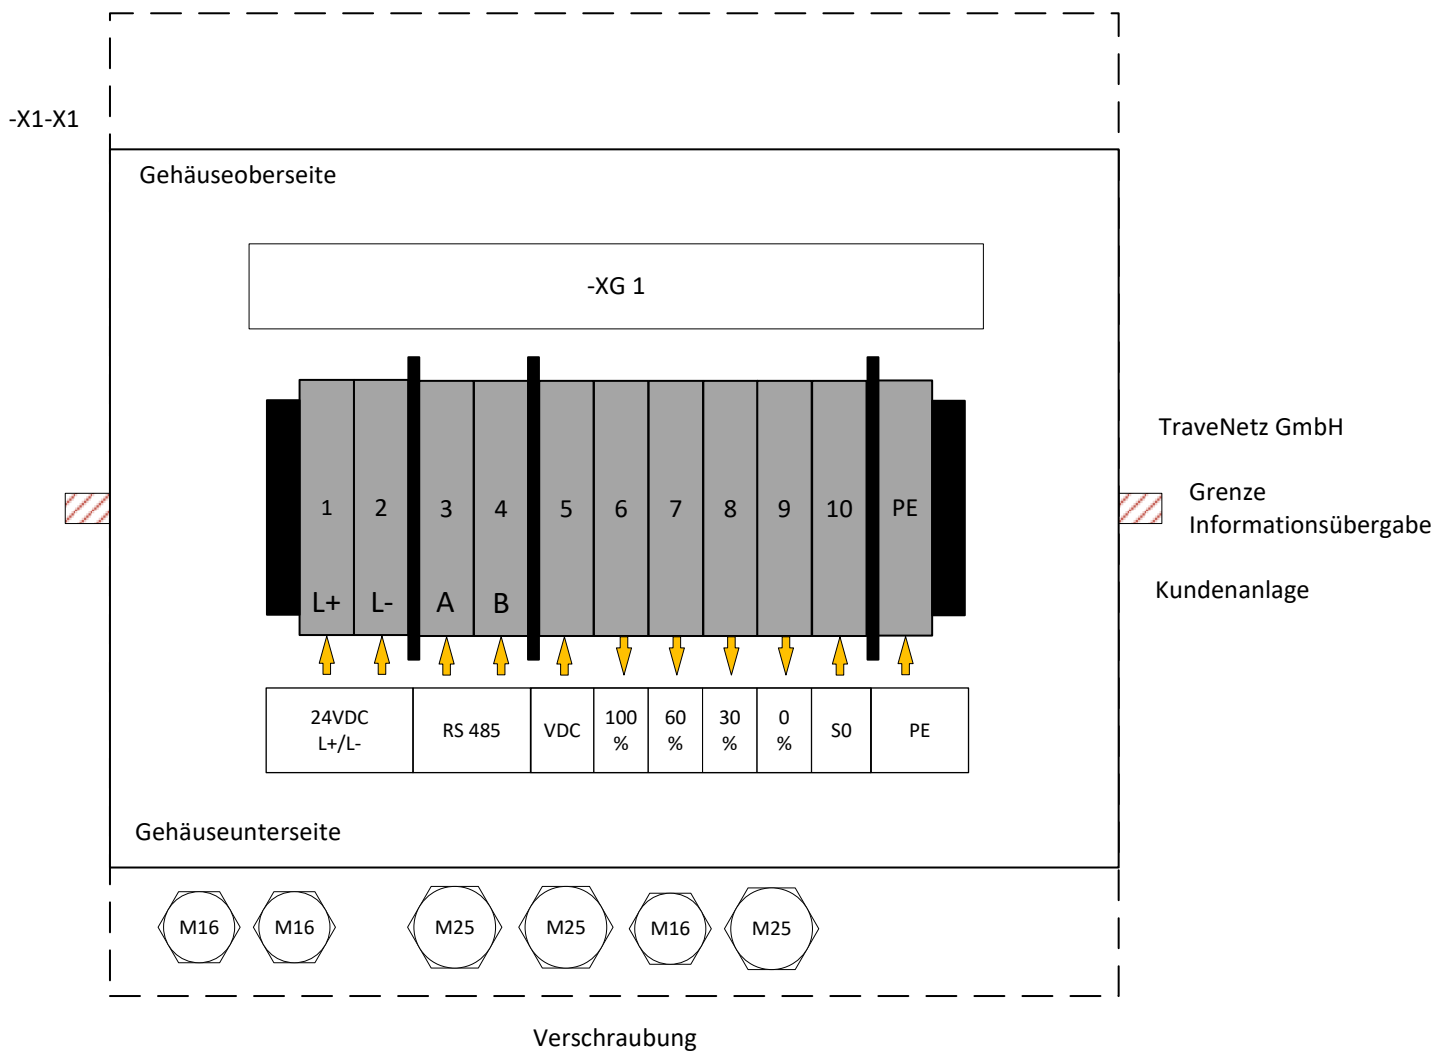 -X1-X1
Gehäuseoberseite
-XG 1
TraveNetz GmbH
Grenze
Informationsübergabe
Kundenanlage
1 2 3 4 5 6 7 8 9 10 PE
L+ L- A B
24VDC
L+/L-
RS 485
VDC
100
%
60
%
30
%
0
%
S0
PE
Gehäuseunterseite
M16 M16 M25 M25 M16 M25
Verschraubung